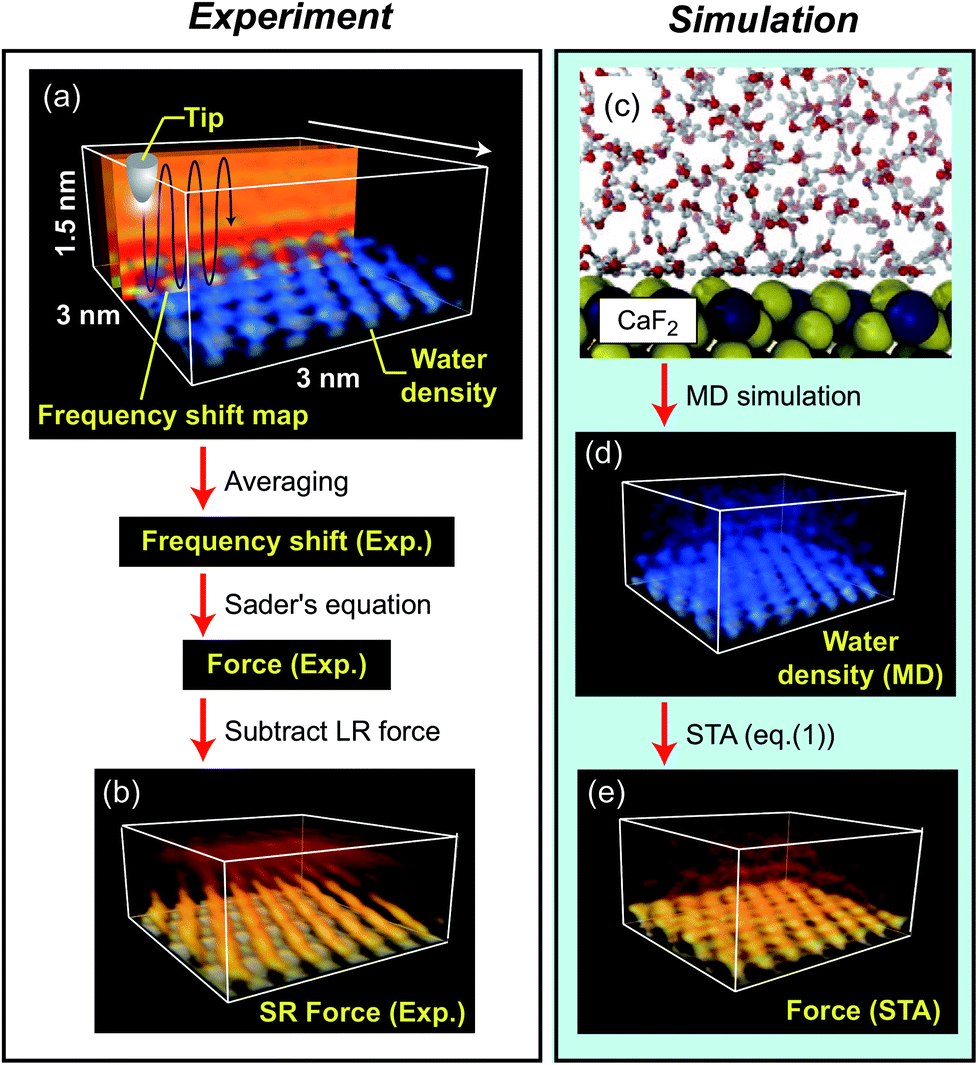 Experiment
(a)
Tip
1.5 nm
3 nm
3 nm
Water
density
Frequency shift map
Averaging
Frequency shift (Exp.)
Sader's equation
Force (Exp.)
Subtract LR force
(b)
SR Force (Exp.)
Simulation
(c)
CaF₂
MD simulation
(d)
Water
density (MD)
STA (eq.(1))
(e)
Force (STA)